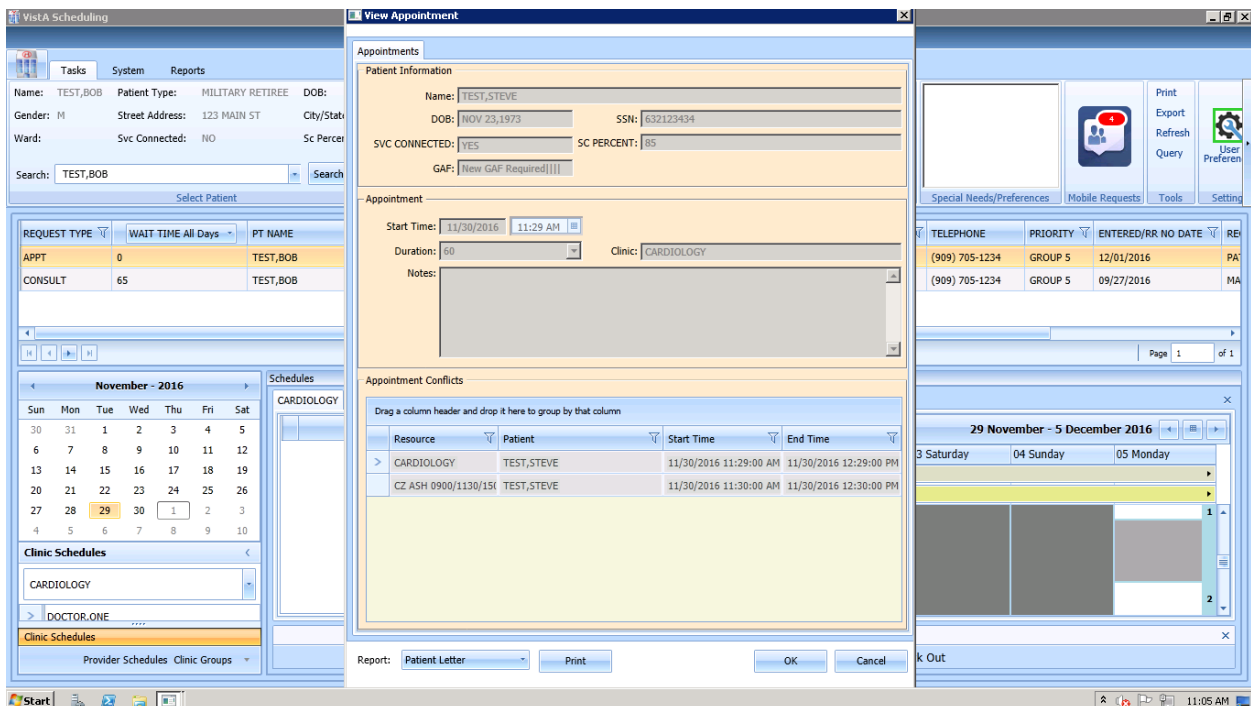 VistA Scheduling
View Appointment
Tasks System Reports
Name: TEST,BOB Patient Type: MILITARY RETIREE DOB:
Gender: M Street Address: 123 MAIN ST City/State
Ward: Svc Connected: NO Sc Percen
Search: TEST,BOB Search
Select Patient
Appointments
Patient Information
Name: TEST,STEVE
DOB: NOV 23,1973 SSN: 632123434
SVC CONNECTED: YES SC PERCENT: 85
GAF: New GAF Required||||
Appointment
Start Time: 11/30/2016 11:29 AM
Duration: 60 Clinic: CARDIOLOGY
Notes:
Appointment Conflicts
Drag a column header and drop it here to group by that column
Resource Patient Start Time End Time
CARDIOLOGY TEST,STEVE 11/30/2016 11:29:00 AM 11/30/2016 12:29:00 PM
CZ ASH 0900/1130/150 TEST,STEVE 11/30/2016 11:30:00 AM 11/30/2016 12:30:00 PM
Report: Patient Letter Print OK Cancel
4
Print
Export
Refresh
Query
User
Preferen
Special Needs/Preferences Mobile Requests Tools Setting
REQUEST TYPE WAIT TIME All Days PT NAME TELEPHONE PRIORITY ENTERED/RR NO DATE RE
APPT 0 TEST,BOB (909) 705-1234 GROUP 5 12/01/2016 PA
CONSULT 65 TEST,BOB (909) 705-1234 GROUP 5 09/27/2016 MA
Page 1 of 1
November - 2016
Sun Mon Tue Wed Thu Fri Sat
30 31 1 2 3 4 5
6 7 8 9 10 11 12
13 14 15 16 17 18 19
20 21 22 23 24 25 26
27 28 29 30 1 2 3
4 5 6 7 8 9 10
Clinic Schedules
CARDIOLOGY
DOCTOR,ONE
Clinic Schedules
Provider Schedules Clinic Groups
Schedules
CARDIOLOGY
29 November - 5 December 2016
3 Saturday 04 Sunday 05 Monday
1
2
k Out
Start 11:05 AM